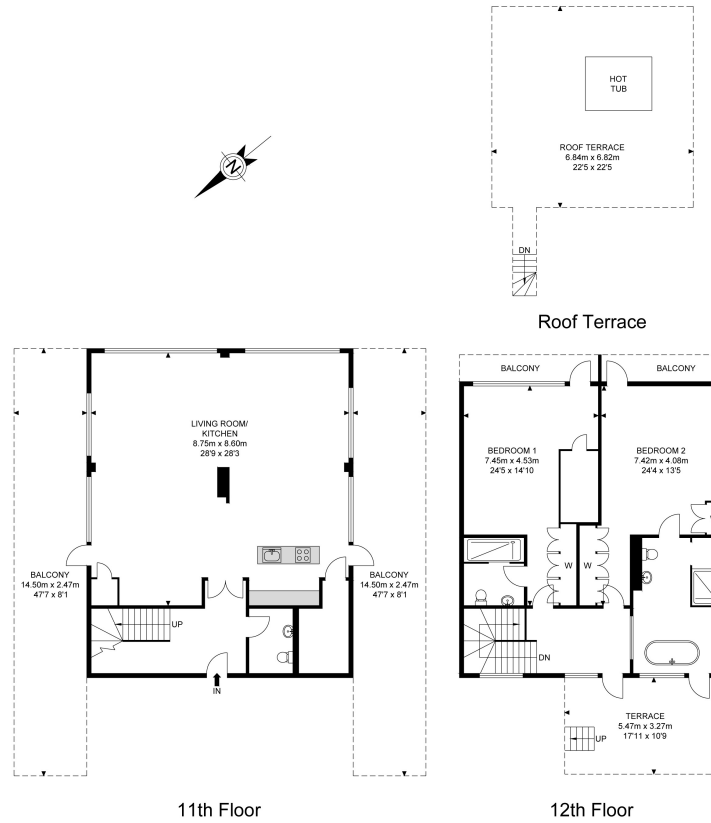 HOT
TUB
ROOF TERRACE
6.84m x 6.82m
22'5 x 22'5
DN
Roof Terrace
N
LIVING ROOM/
KITCHEN
8.75m x 8.60m
28'9 x 28'3
BALCONY
14.50m x 2.47m
47'7 x 8'1
BALCONY
14.50m x 2.47m
47'7 x 8'1
UP
IN
11th Floor
BALCONY
BALCONY
BEDROOM 1
7.45m x 4.53m
24'5 x 14'10
BEDROOM 2
7.42m x 4.08m
24'4 x 13'5
W
W
DN
TERRACE
5.47m x 3.27m
17'11 x 10'9
UP
12th Floor